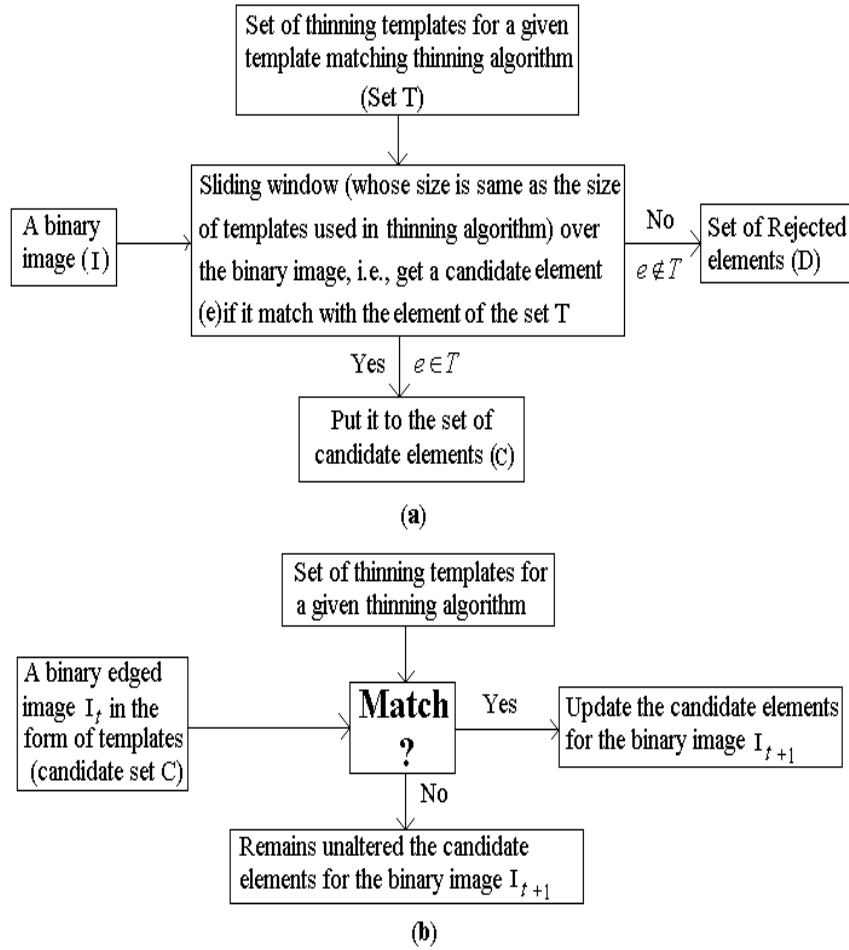 Set of thinning templates for a given
template matching thinning algorithm
(Set T)
Sliding window (whose size is same as the size
of templates used in thinning algorithm) over
the binary image, i.e., get a candidate element
(e)if it match with the element of the set T
A binary
image (I)
No
e ∉ T
Set of Rejected
elements (D)
Yes e ∈ T
Put it to the set of
candidate elements (C)
(a)
Set of thinning templates for
a given thinning algorithm
A binary edged
image I_t in the
form of templates
(candidate set C)
Match
?
Yes
Update the candidate elements
for the binary image I_{t+1}
No
Remains unaltered the candidate
elements for the binary image I_{t+1}
(b)